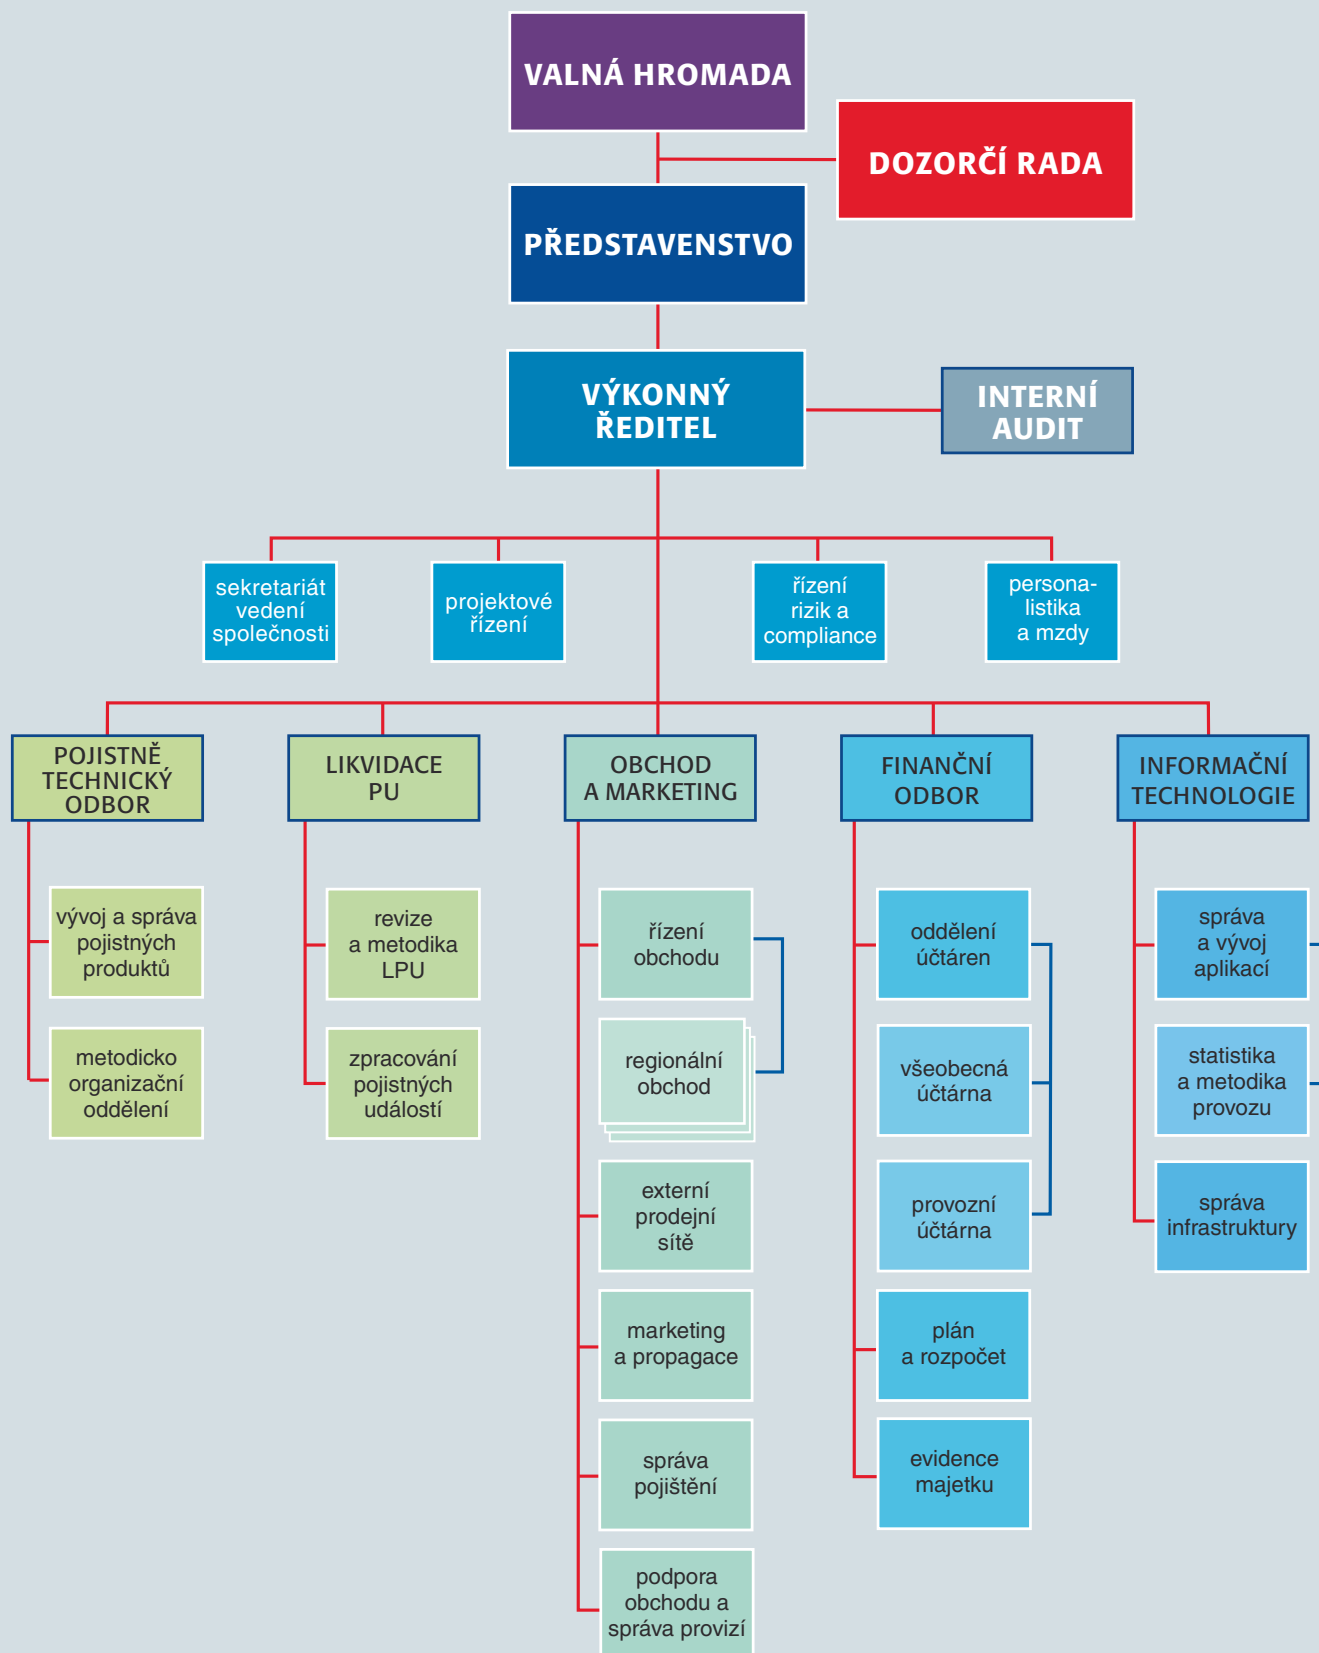 VALNÁ HROMADA
DOZORČÍ RADA
PŘEDSTAVENSTVO
VÝKONNÝ
ŘEDITEL
INTERNÍ
AUDIT
sekretariát
vedení
společnosti
projektové
řízení
řízení
rizik a
compliance
persona-
listika
a mzdy
POJISTNĚ
TECHNICKÝ
ODBOR
LIKVIDACE
PU
OBCHOD
A MARKETING
FINANČNÍ
ODBOR
INFORMAČNÍ
TECHNOLOGIE
vývoj a správa
pojistných
produktů
metodicko
organizační
oddělení
revize
a metodika
LPU
zpracování
pojistných
událostí
řízení
obchodu
regionální
obchod
externí
prodejní
sítě
marketing
a propagace
správa
pojištění
podpora
obchodu a
správa provizí
oddělení
účtáren
všeobecná
účtárna
provozní
účtárna
plán
a rozpočet
evidence
majetku
správa
a vývoj
aplikací
statistika
a metodika
provozu
správa
infrastruktury